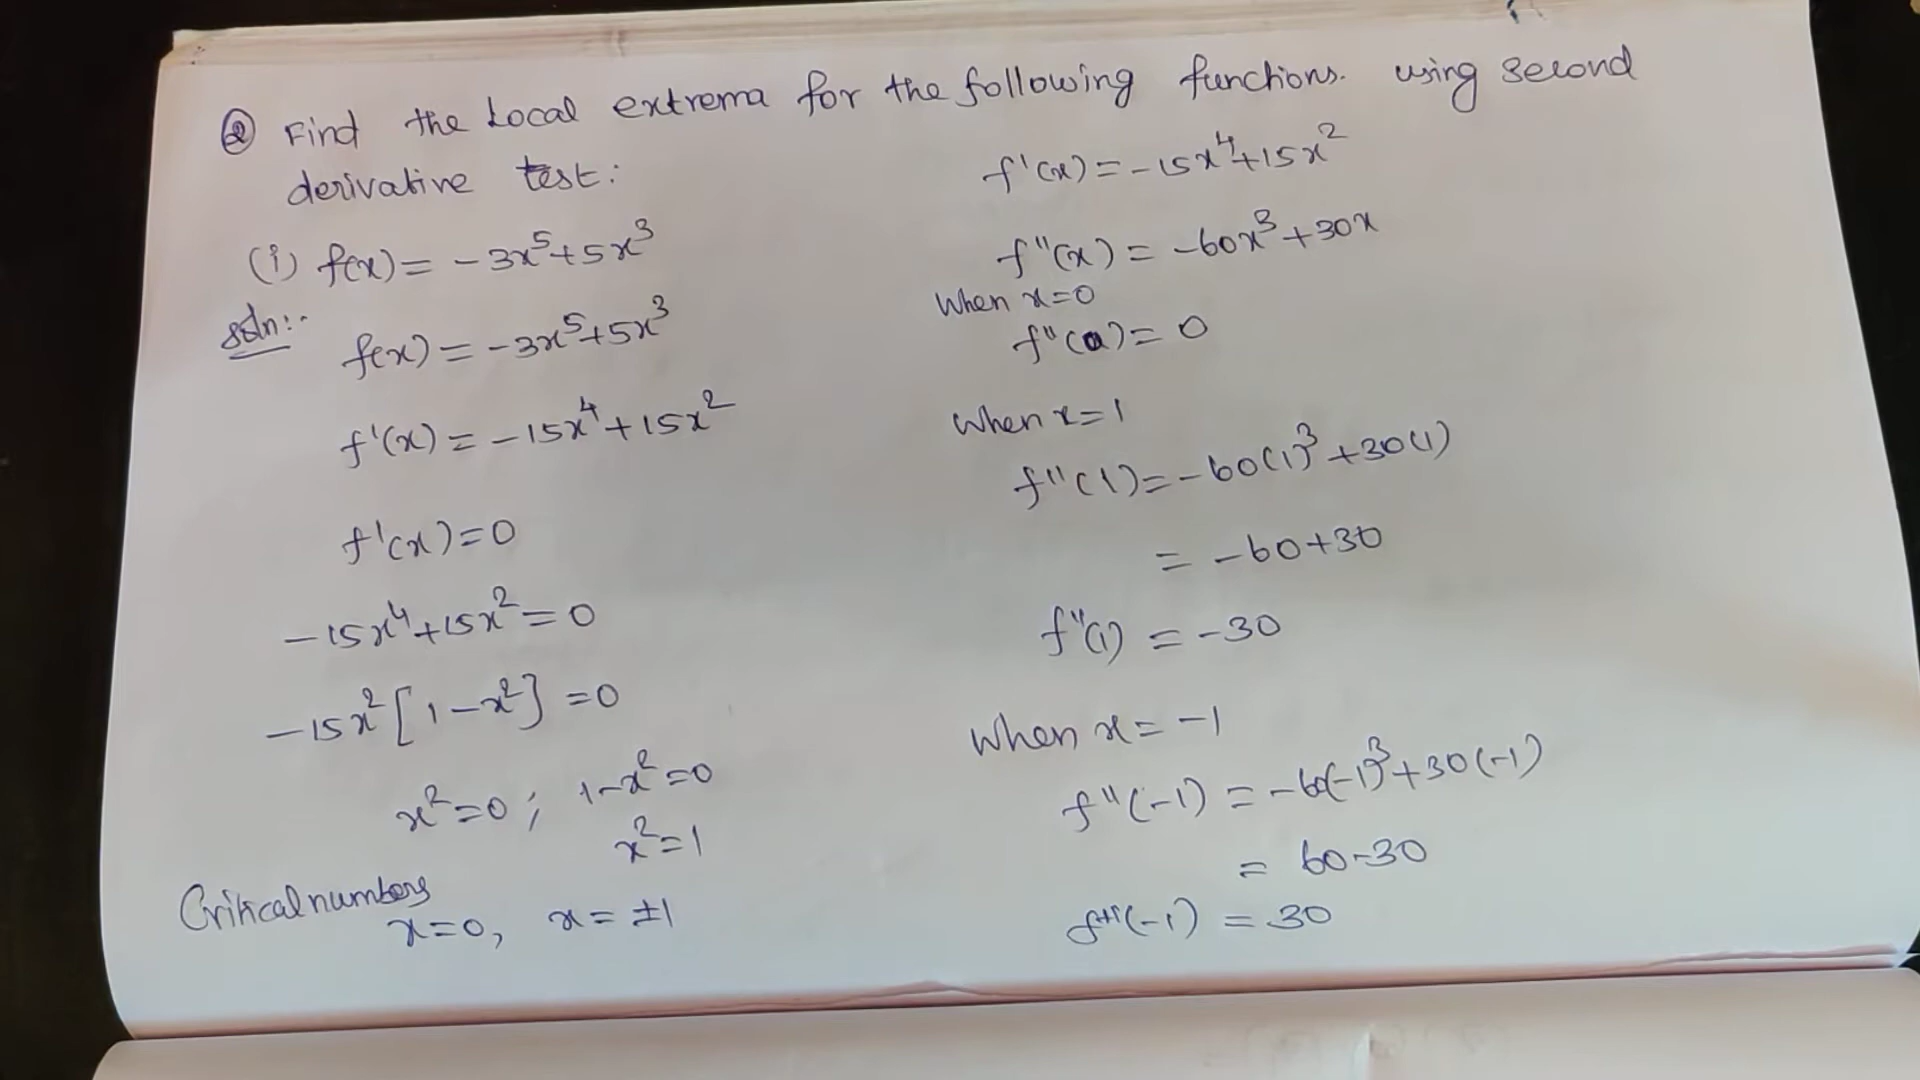 ② Find the Local extrema for the following functions. using second
derivative test:
(i) f(x) = -3x⁵+5x³
soln:-
f(x) = -3x⁵+5x³
f'(x) = -15x⁴+15x²
f'(x)=0
-15x⁴+15x²=0
-15x²[1-x²] =0
x²=0 ; 1-x²=0
x²=1
Critical numbers
x=0, x= ±1
f'(x) = -15x⁴+15x²
f''(x) = -60x³+30x
When x=0
f''(0)= 0
When x=1
f''(1)= -60(1)³+30(1)
= -60+30
f''(1) = -30
When x= -1
f''(-1) = -60(-1)³+30(-1)
= 60-30
f''(-1) = 30